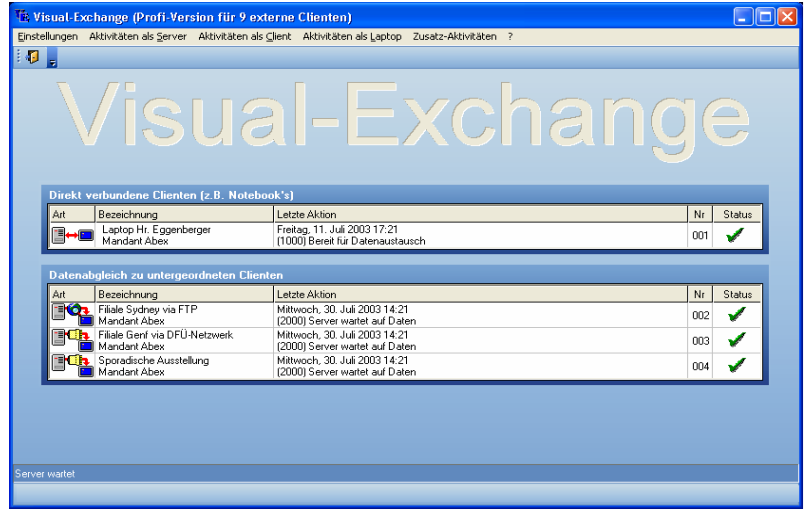 Visual-Exchange (Profi-Version für 9 externe Clienten)
Einstellungen Aktivitäten als Server Aktivitäten als Client Aktivitäten als Laptop Zusatz-Aktivitäten ?
Visual-Exchange
Direkt verbundene Clienten (z.B. Notebook's)
Art Bezeichnung Letzte Aktion Nr Status
Laptop Hr. Eggenberger Freitag, 11. Juli 2003 17:21
Mandant Abex (1000) Bereit für Datenaustausch 001
Datenabgleich zu untergeordneten Clienten
Art Bezeichnung Letzte Aktion Nr Status
Filiale Sydney via FTP Mittwoch, 30. Juli 2003 14:21
Mandant Abex (2000) Server wartet auf Daten 002
Filiale Genf via DFÜ-Netzwerk Mittwoch, 30. Juli 2003 14:21
Mandant Abex (2000) Server wartet auf Daten 003
Sporadische Ausstellung Mittwoch, 30. Juli 2003 14:21
Mandant Abex (2000) Server wartet auf Daten 004
Server wartet